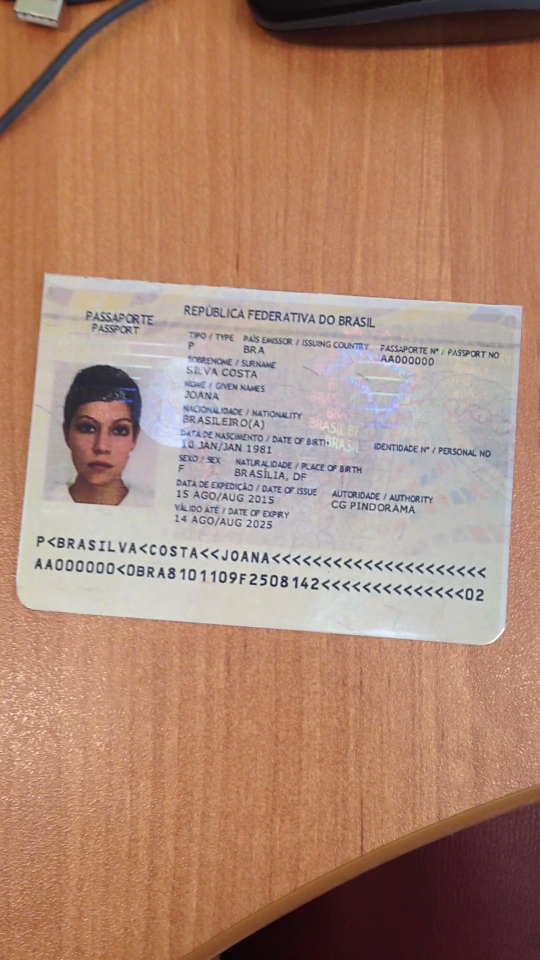 PASSAPORTE
PASSPORT
REPÚBLICA FEDERATIVA DO BRASIL
TIPO / TYPE PAÍS EMISSOR / ISSUING COUNTRY PASSAPORTE Nº / PASSPORT NO
P BRA AA000000
SOBRENOME / SURNAME
SILVA COSTA
NOME / GIVEN NAMES
JOANA
NACIONALIDADE / NATIONALITY
BRASILEIRO(A)
DATA DE NASCIMENTO / DATE OF BIRTH IDENTIDADE Nº / PERSONAL NO
10 JAN/JAN 1981
SEXO / SEX NATURALIDADE / PLACE OF BIRTH
F BRASÍLIA, DF
DATA DE EXPEDIÇÃO / DATE OF ISSUE AUTORIDADE / AUTHORITY
15 AGO/AUG 2015 CG PINDORAMA
VÁLIDO ATÉ / DATE OF EXPIRY
14 AGO/AUG 2025
P<BRASILVA<COSTA<<JOANA<<<<<<<<<<<<<<<<<<<<<
AA000000<0BRA8101109F2508142<<<<<<<<<<<<<<02